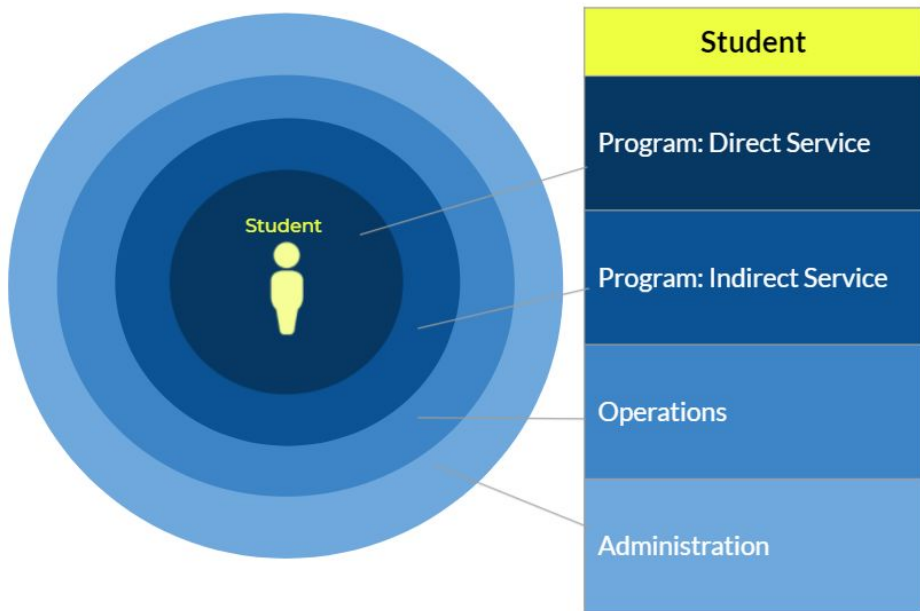 Student
Student
Program: Direct Service
Program: Indirect Service
Operations
Administration